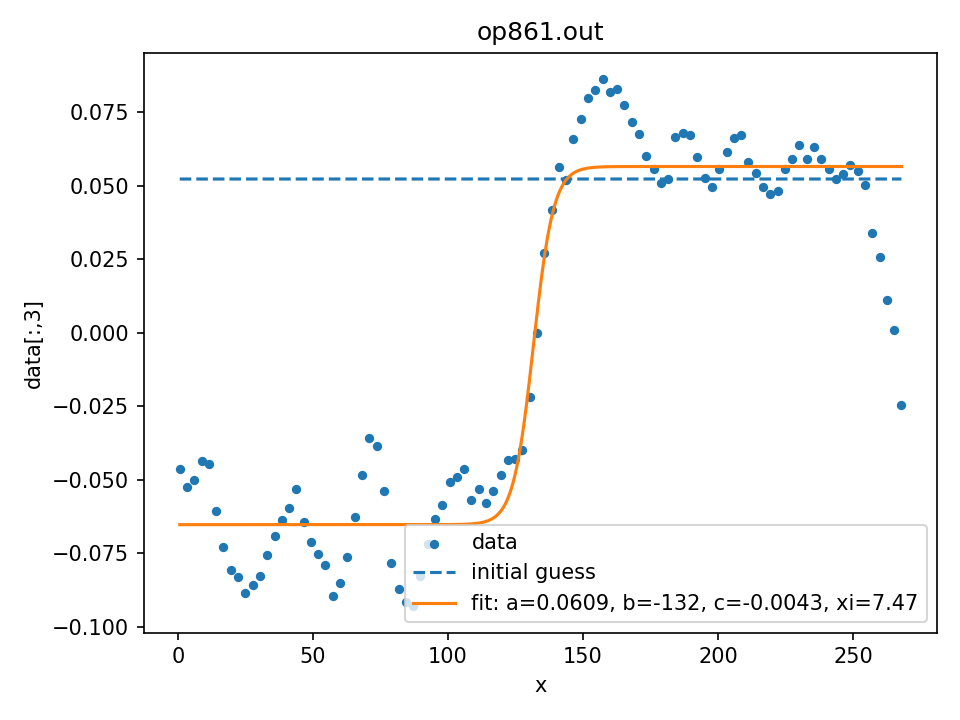 op861.out
0.075
0.050
0.025
0.000
−0.025
−0.050
−0.075
−0.100
data[:,3]
data
initial guess
fit: a=0.0609, b=-132, c=-0.0043, xi=7.47
0 50 100 150 200 250
x